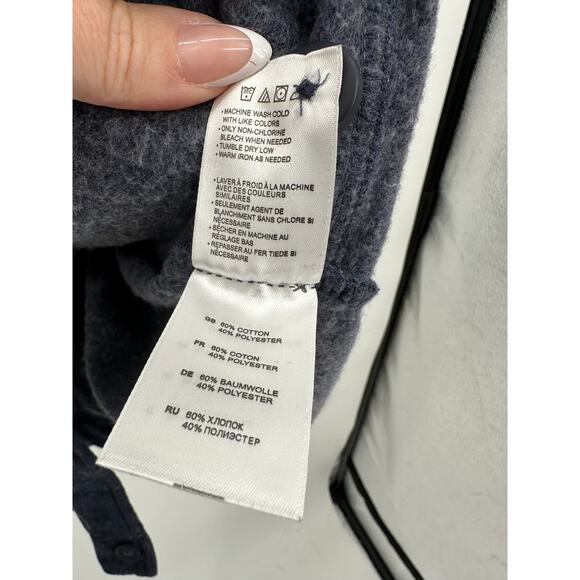 • MACHINE WASH COLD
WITH LIKE COLORS
• ONLY NON-CHLORINE
BLEACH WHEN NEEDED
• TUMBLE DRY LOW
• WARM IRON AS NEEDED
• LAVER À FROID À LA MACHINE
AVEC DES COULEURS
SIMILAIRES
• SEULEMENT AGENT DE
BLANCHIMENT SANS CHLORE SI
NÉCESSAIRE
• SÉCHER EN MACHINE AU
RÉGLAGE BAS
• REPASSER AU FER TIEDE SI
NÉCESSAIRE
GB 60% COTTON
40% POLYESTER
FR 60% COTON
40% POLYESTER
DE 60% BAUMWOLLE
40% POLYESTER
RU 60% ХЛОПОК
40% ПОЛИЭСТЕР